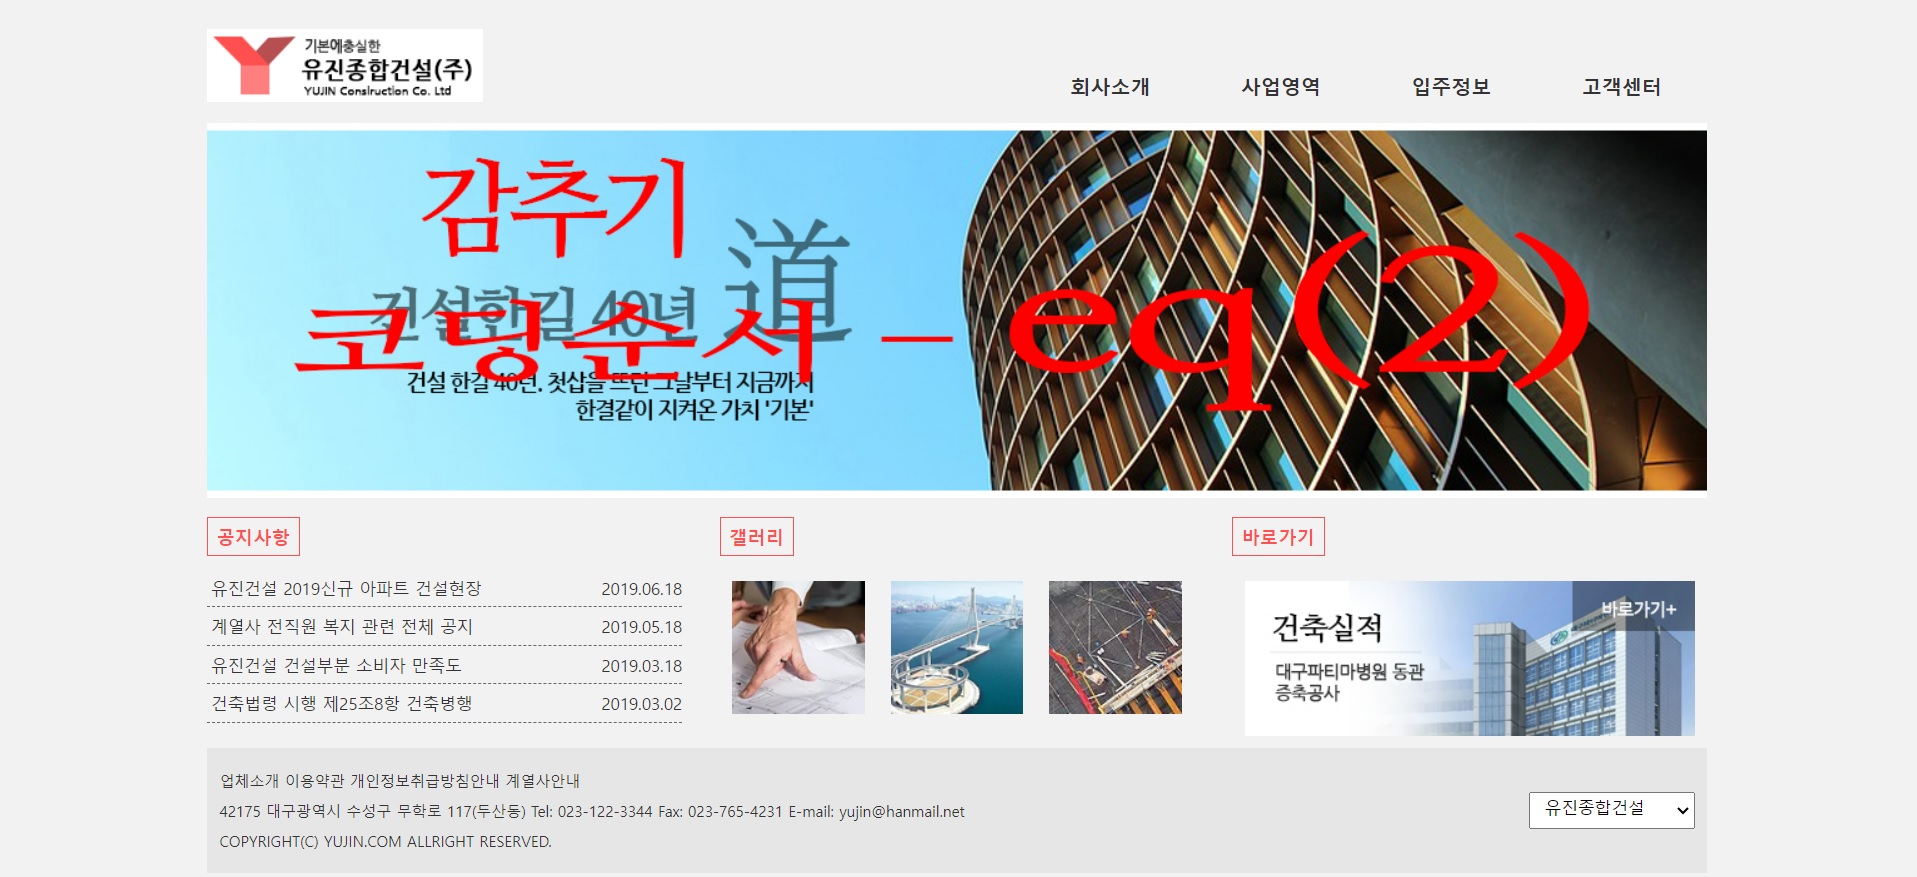 기본에충실한
유진종합건설(주)
YUJIN Conslruction Co. Ltd
회사소개 사업영역 입주정보 고객센터
감추기
道
건설한길 40년
코딩순서 – eq(2)
건설 한길 40년. 첫삽을 뜨던 그날부터 지금까지
한결같이 지켜온 가치 '기본'
공지사항
유진건설 2019신규 아파트 건설현장 2019.06.18
계열사 전직원 복지 관련 전체 공지 2019.05.18
유진건설 건설부분 소비자 만족도 2019.03.18
건축법령 시행 제25조8항 건축병행 2019.03.02
갤러리
바로가기
바로가기+
건축실적
대구파티마병원 동관
증축공사
업체소개 이용약관 개인정보취급방침안내 계열사안내
42175 대구광역시 수성구 무학로 117(두산동) Tel: 023-122-3344 Fax: 023-765-4231 E-mail: yujin@hanmail.net
COPYRIGHT(C) YUJIN.COM ALLRIGHT RESERVED.
유진종합건설